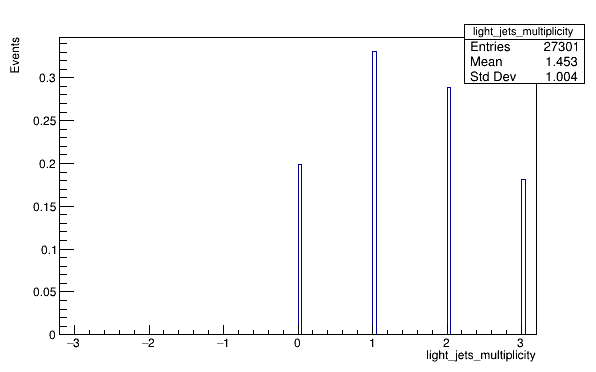 light_jets_multiplicity
Entries 27301
Mean 1.453
Std Dev 1.004
Events
0.3
0.25
0.2
0.15
0.1
0.05
0
−3 −2 −1 0 1 2 3
light_jets_multiplicity